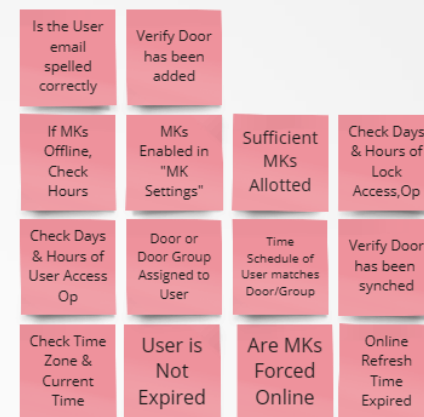 Is the User
email
spelled
correctly
Verify Door
has been
added
If MKs
Offline,
Check
Hours
MKs
Enabled in
"MK
Settings"
Sufficient
MKs
Allotted
Check Days
& Hours of
Lock
Access,Op
Check Days
& Hours of
User Access
Op
Door or
Door Group
Assigned to
User
Time
Schedule of
User matches
Door/Group
Verify Door
has been
synched
Check Time
Zone &
Current
Time
User is
Not
Expired
Are MKs
Forced
Online
Online
Refresh
Time
Expired